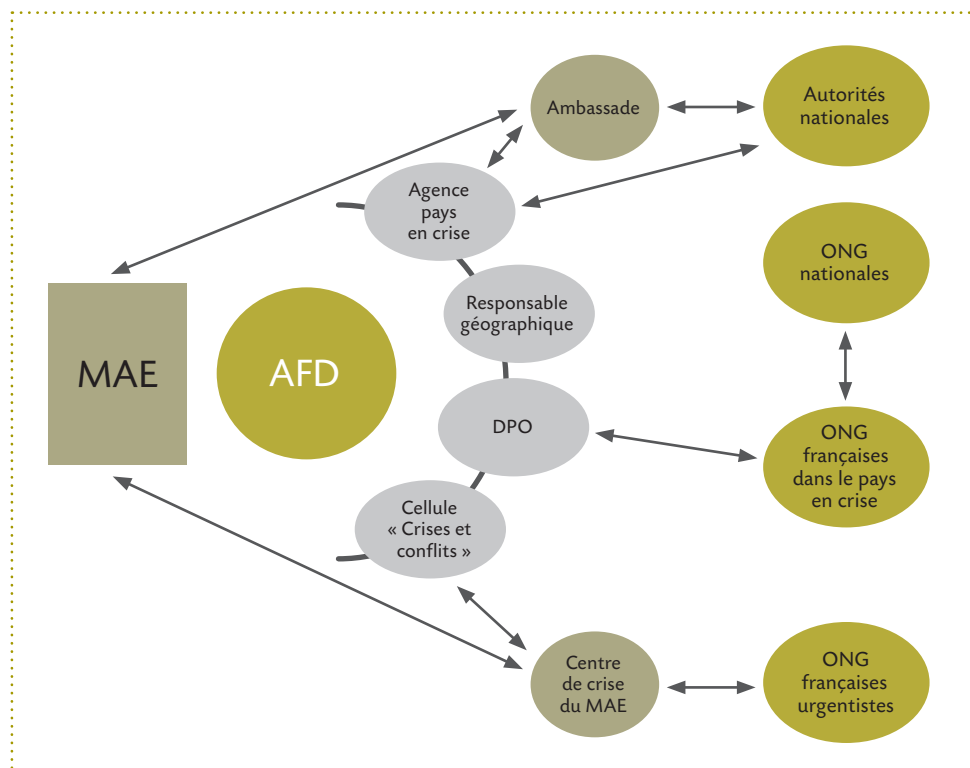 Ambassade
Autorités
nationales
Agence
pays
en crise
ONG
nationales
Responsable
géographique
MAE
AFD
DPO
ONG
françaises
dans le pays
en crise
Cellule
« Crises et
conflits »
Centre
de crise
du MAE
ONG
françaises
urgentistes